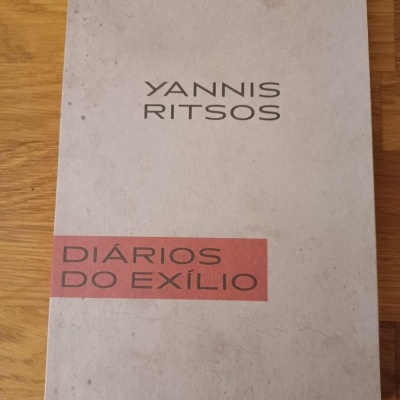 YANNIS
RITSOS
DIÁRIOS
DO EXÍLIO